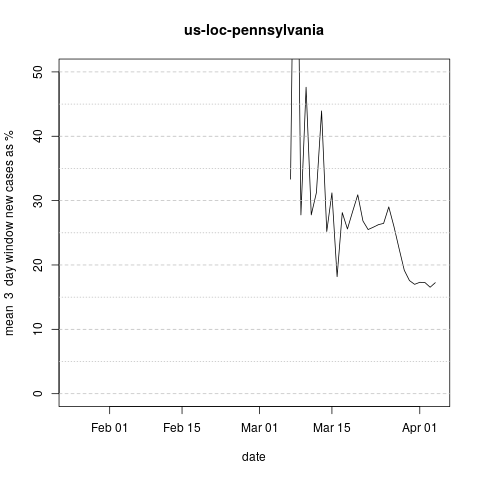 us-loc-pennsylvania
mean 3 day window new cases as %
50
40
30
20
10
0
Feb 01
Feb 15
Mar 01
Mar 15
Apr 01
date